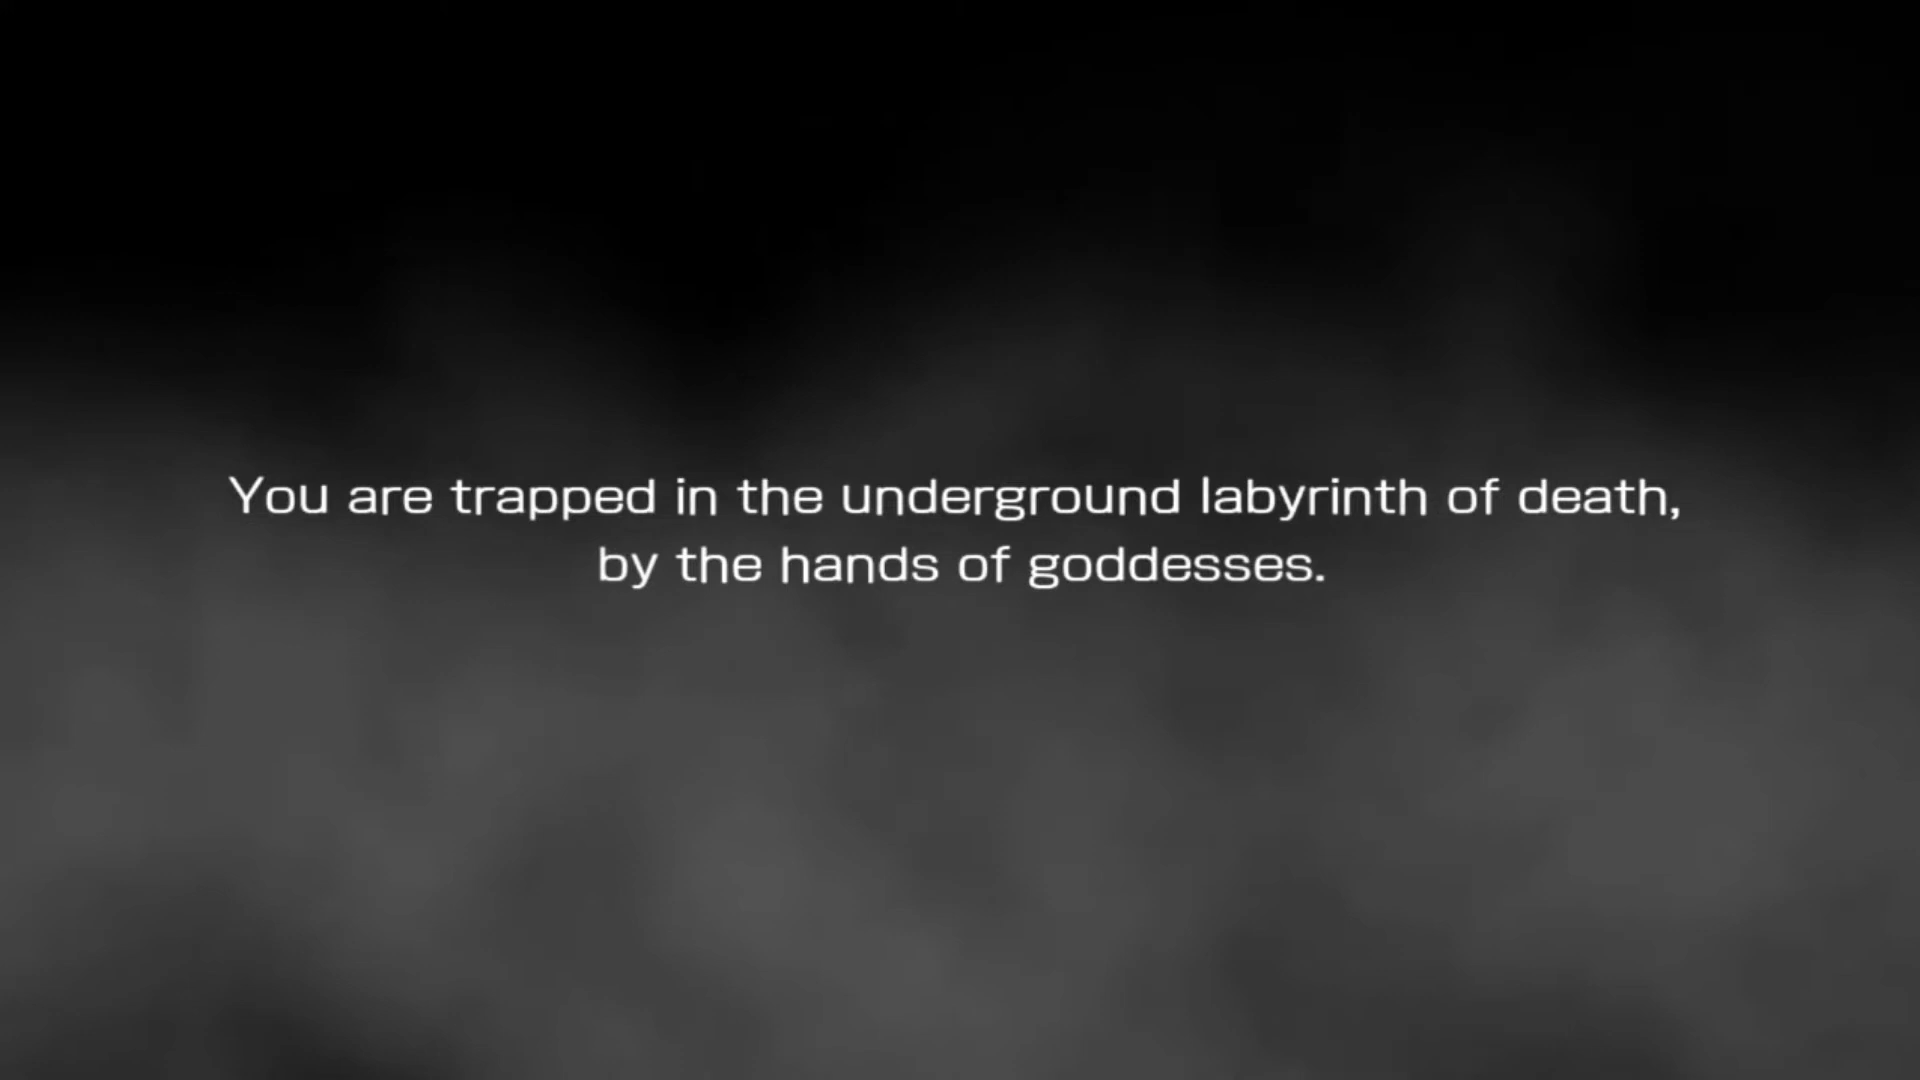 You are trapped in the underground labyrinth of death,
by the hands of goddesses.